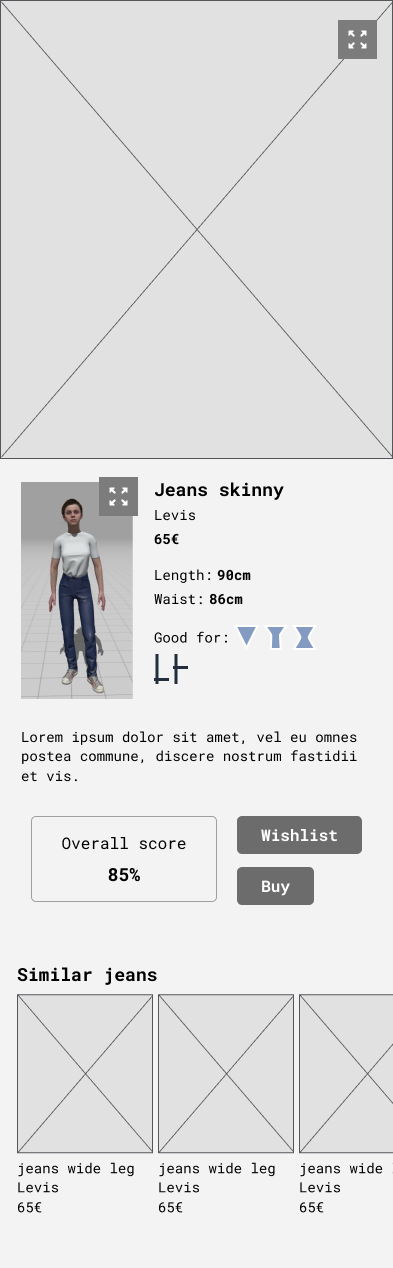 Jeans skinny
Levis
65€
Length: 90cm
Waist: 86cm
Good for:
Lorem ipsum dolor sit amet, vel eu omnes
postea commune, discere nostrum fastidii
et vis.
Overall score
85%
Wishlist
Buy
Similar jeans
jeans wide leg
Levis
65€
jeans wide leg
Levis
65€
jeans wide
Levis
65€